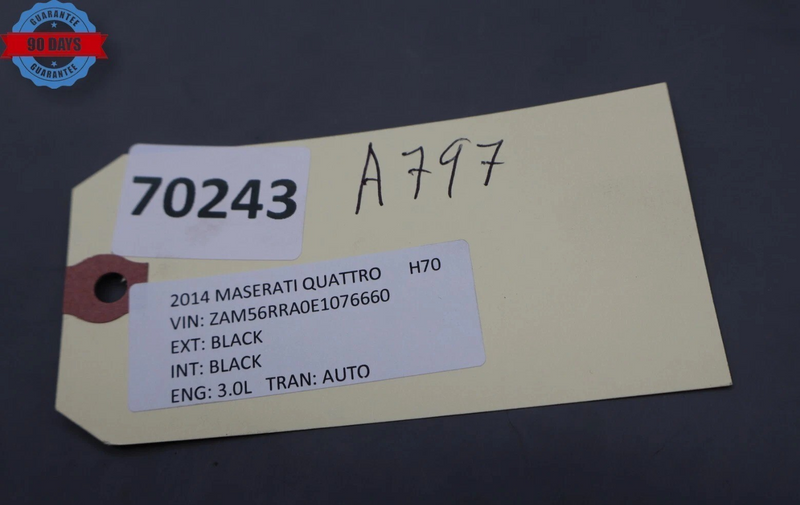 GUARANTEE
90 DAYS
GUARANTEE
A797
70243
2014 MASERATI QUATTRO H70
VIN: ZAM56RRA0E1076660
EXT: BLACK
INT: BLACK
ENG: 3.0L TRAN: AUTO